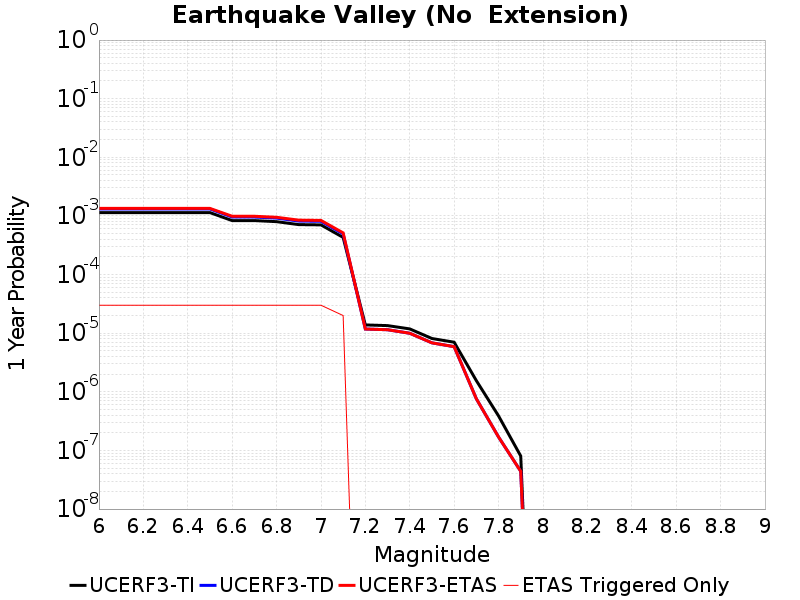 Earthquake Valley (No  Extension)
10^0
10^-1
10^-2
10^-3
10^-4
10^-5
10^-6
10^-7
10^-8
1 Year Probability
6 6.2 6.4 6.6 6.8 7 7.2 7.4 7.6 7.8 8 8.2 8.4 8.6 8.8 9
Magnitude
UCERF3-TI UCERF3-TD UCERF3-ETAS ETAS Triggered Only